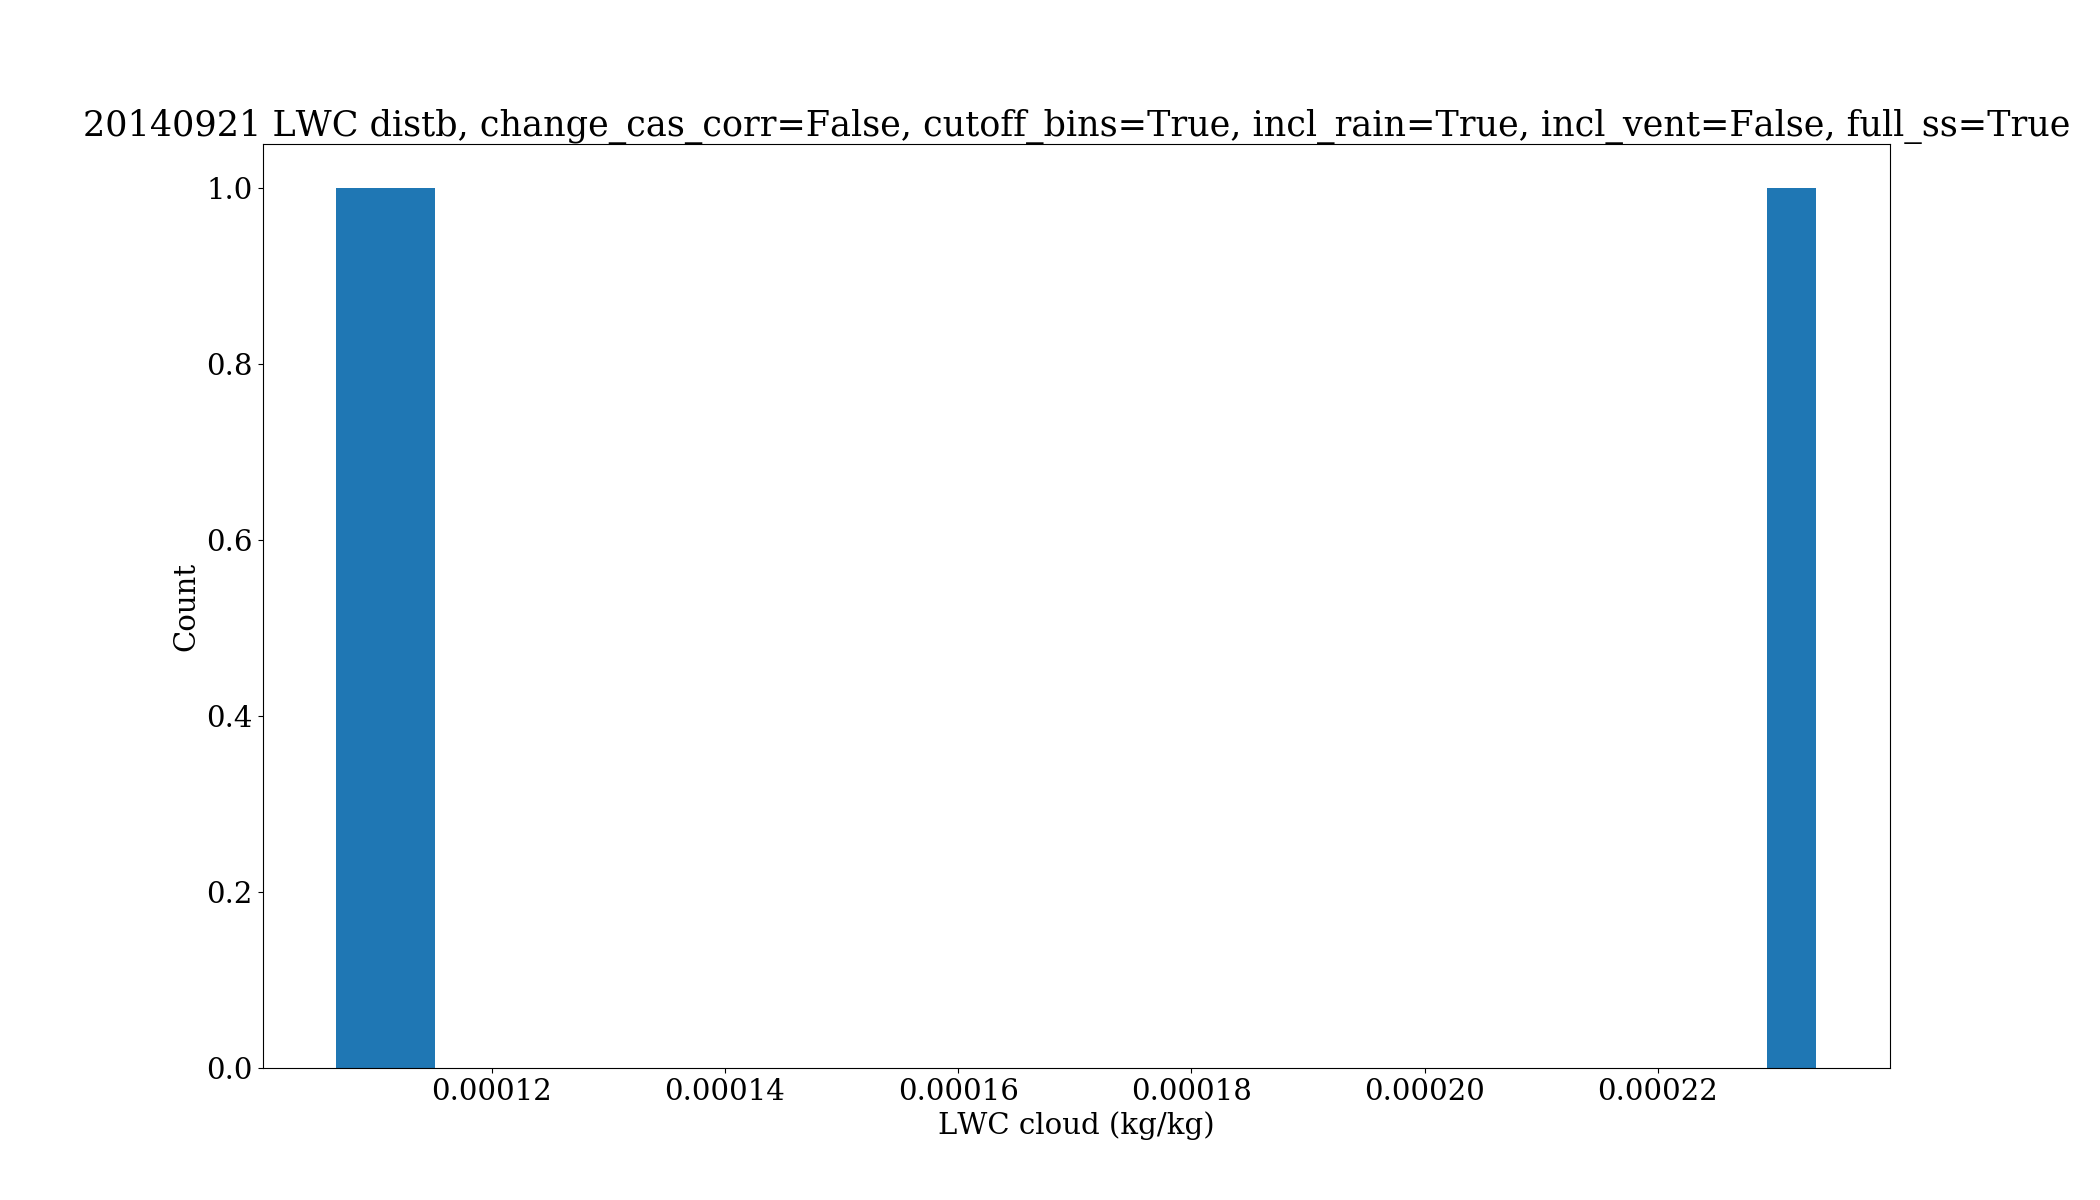 20140921 LWC distb, change_cas_corr=False, cutoff_bins=True, incl_rain=True, incl_vent=False, full_ss=True
1.0
0.8
0.6
0.4
0.2
0.0
Count
0.00012 0.00014 0.00016 0.00018 0.00020 0.00022
LWC cloud (kg/kg)